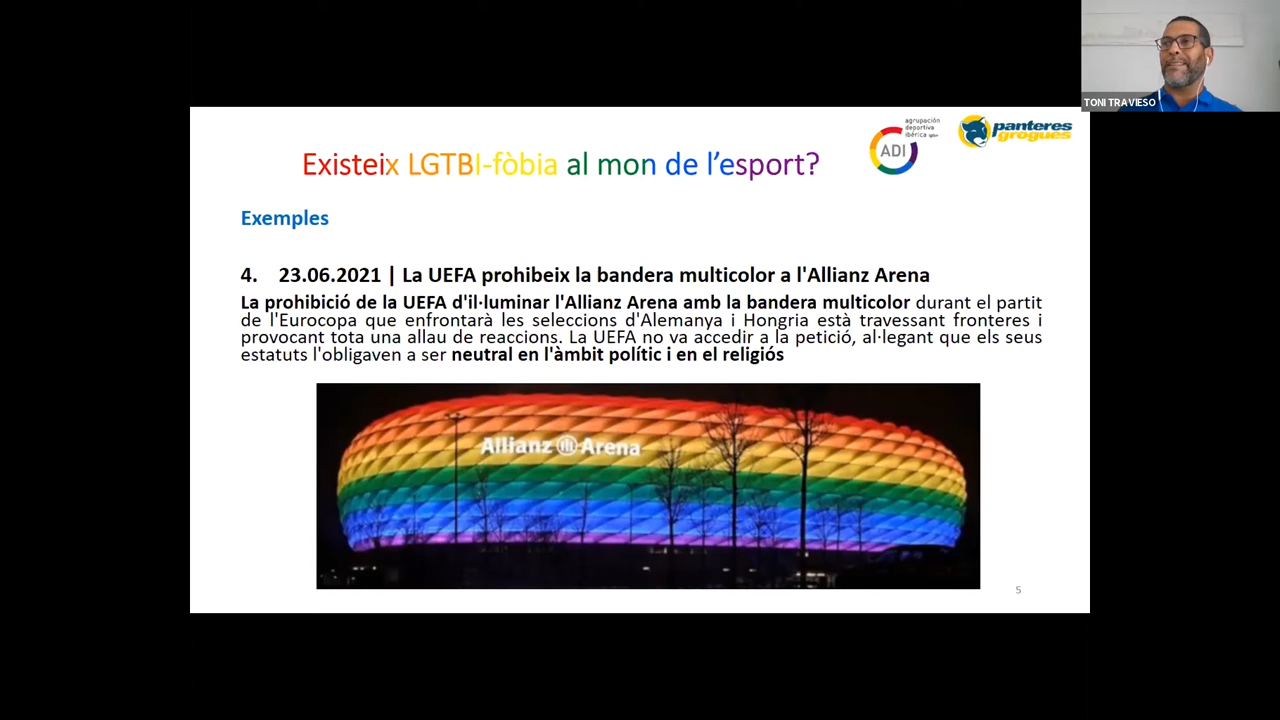 TONI TRAVIESO
agrupación
deportiva
ibérica lgtbi+
ADI
panteres
grogues
Existeix LGTBI-fòbia al mon de l'esport?
Exemples
4. 23.06.2021 | La UEFA prohibeix la bandera multicolor a l'Allianz Arena
La prohibició de la UEFA d'il·luminar l'Allianz Arena amb la bandera multicolor durant el partit
de l'Eurocopa que enfrontarà les seleccions d'Alemanya i Hongria està travessant fronteres i
provocant tota una allau de reaccions. La UEFA no va accedir a la petició, al·legant que els seus
estatuts l'obligaven a ser neutral en l'àmbit polític i en el religiós
Allianz Arena
5